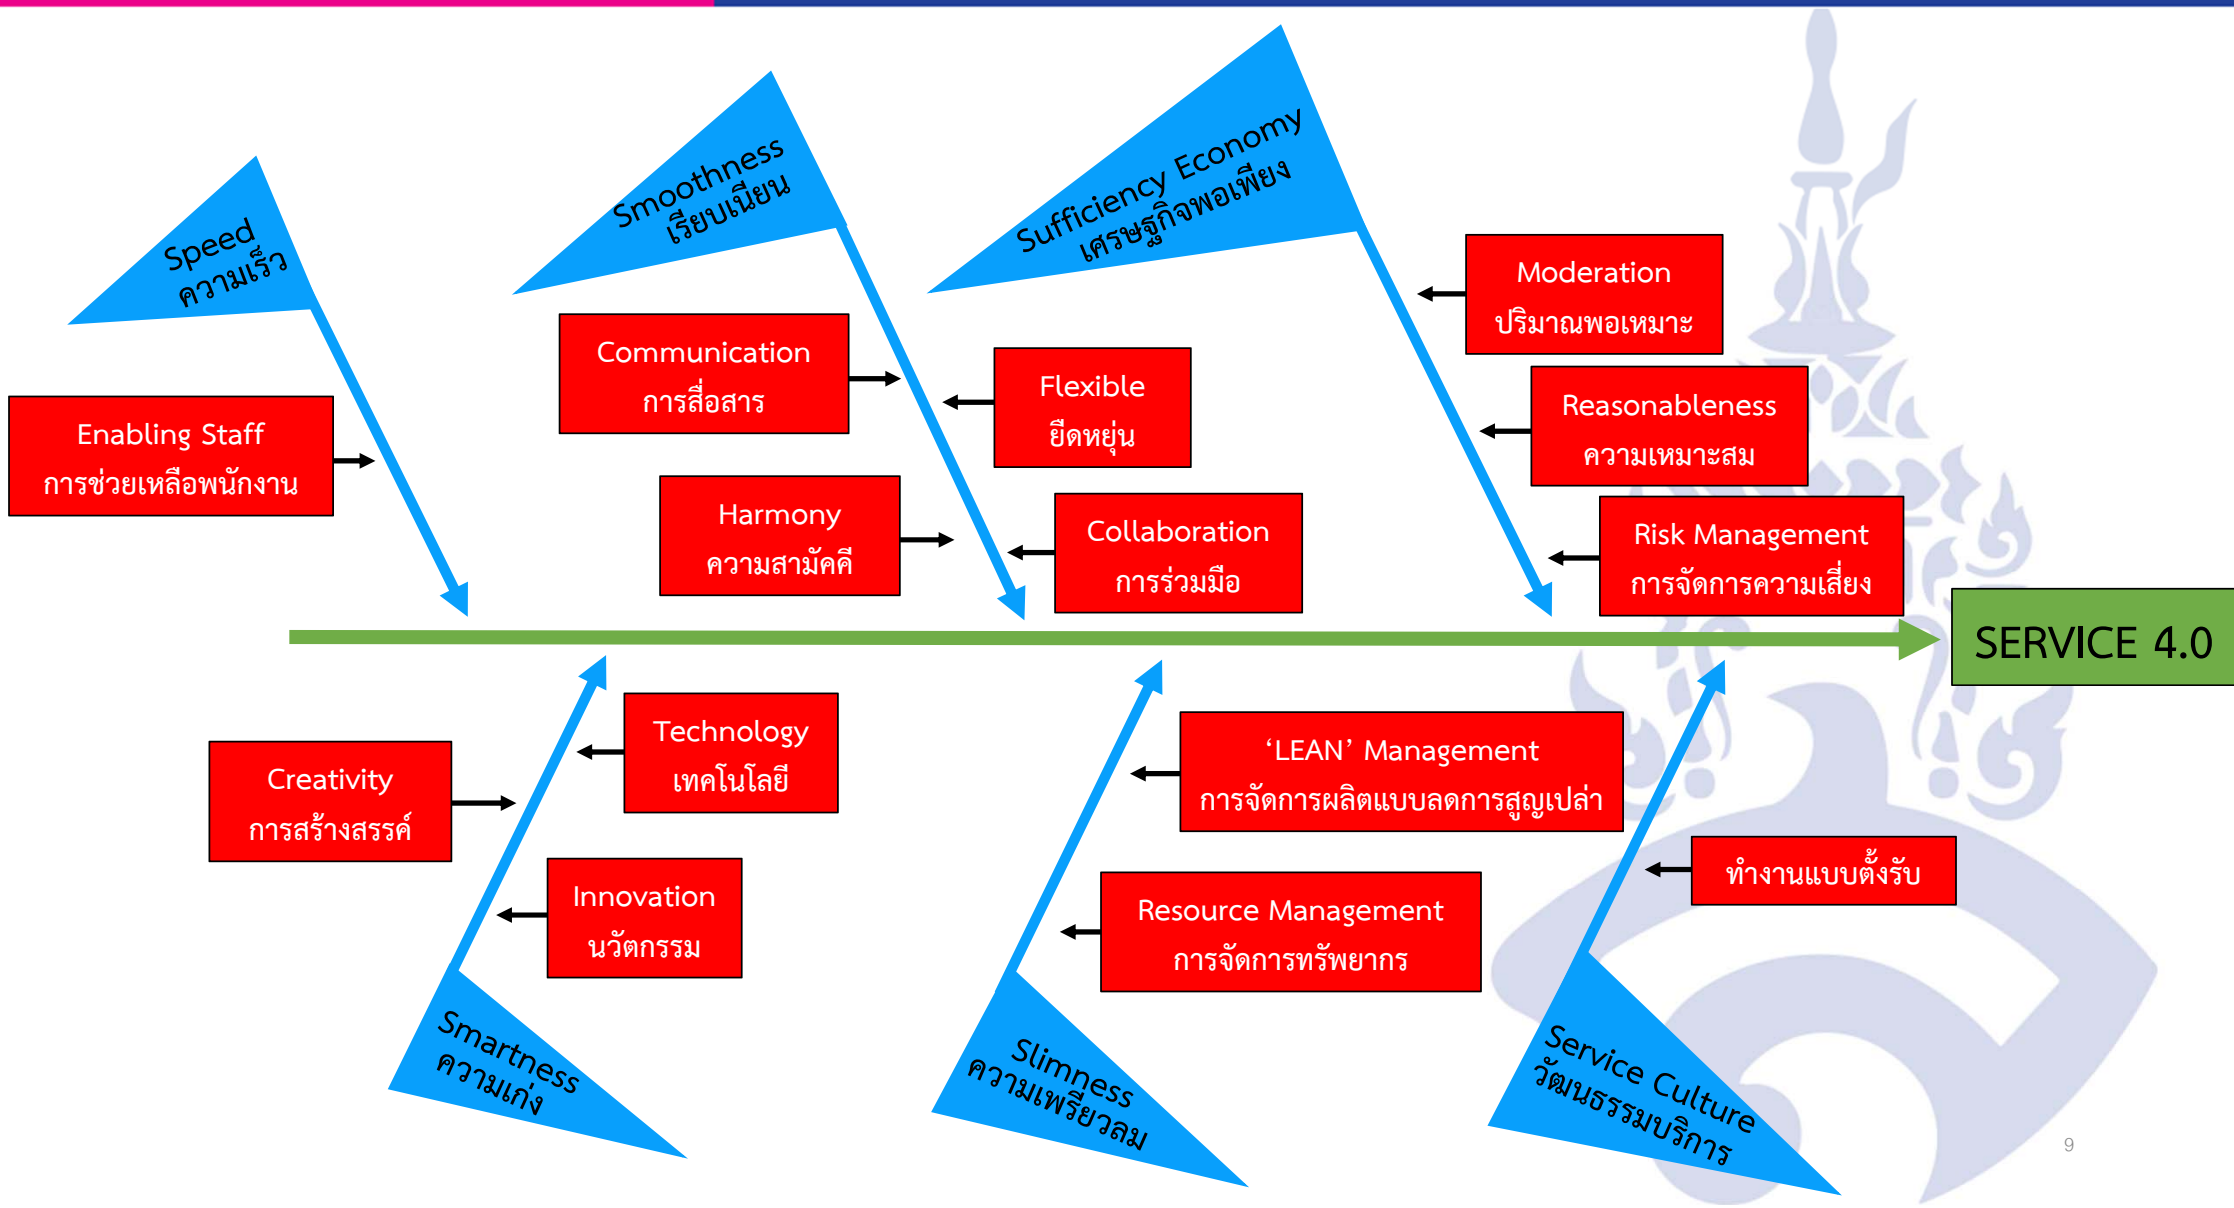 Speed
ความเร็ว
Smoothness
เรียบเนียน
Sufficiency Economy
เศรษฐกิจพอเพียง
Enabling Staff
การช่วยเหลือพนักงาน
Communication
การสื่อสาร
Harmony
ความสามัคคี
Flexible
ยืดหยุ่น
Collaboration
การร่วมมือ
Moderation
ปริมาณพอเหมาะ
Reasonableness
ความเหมาะสม
Risk Management
การจัดการความเสี่ยง
SERVICE 4.0
Creativity
การสร้างสรรค์
Technology
เทคโนโลยี
Innovation
นวัตกรรม
Smartness
ความเก่ง
‘LEAN’ Management
การจัดการผลิตแบบลดการสูญเปล่า
Resource Management
การจัดการทรัพยากร
Slimness
ความเพรียวลม
ทำงานแบบตั้งรับ
Service Culture
วัฒนธรรมบริการ
9